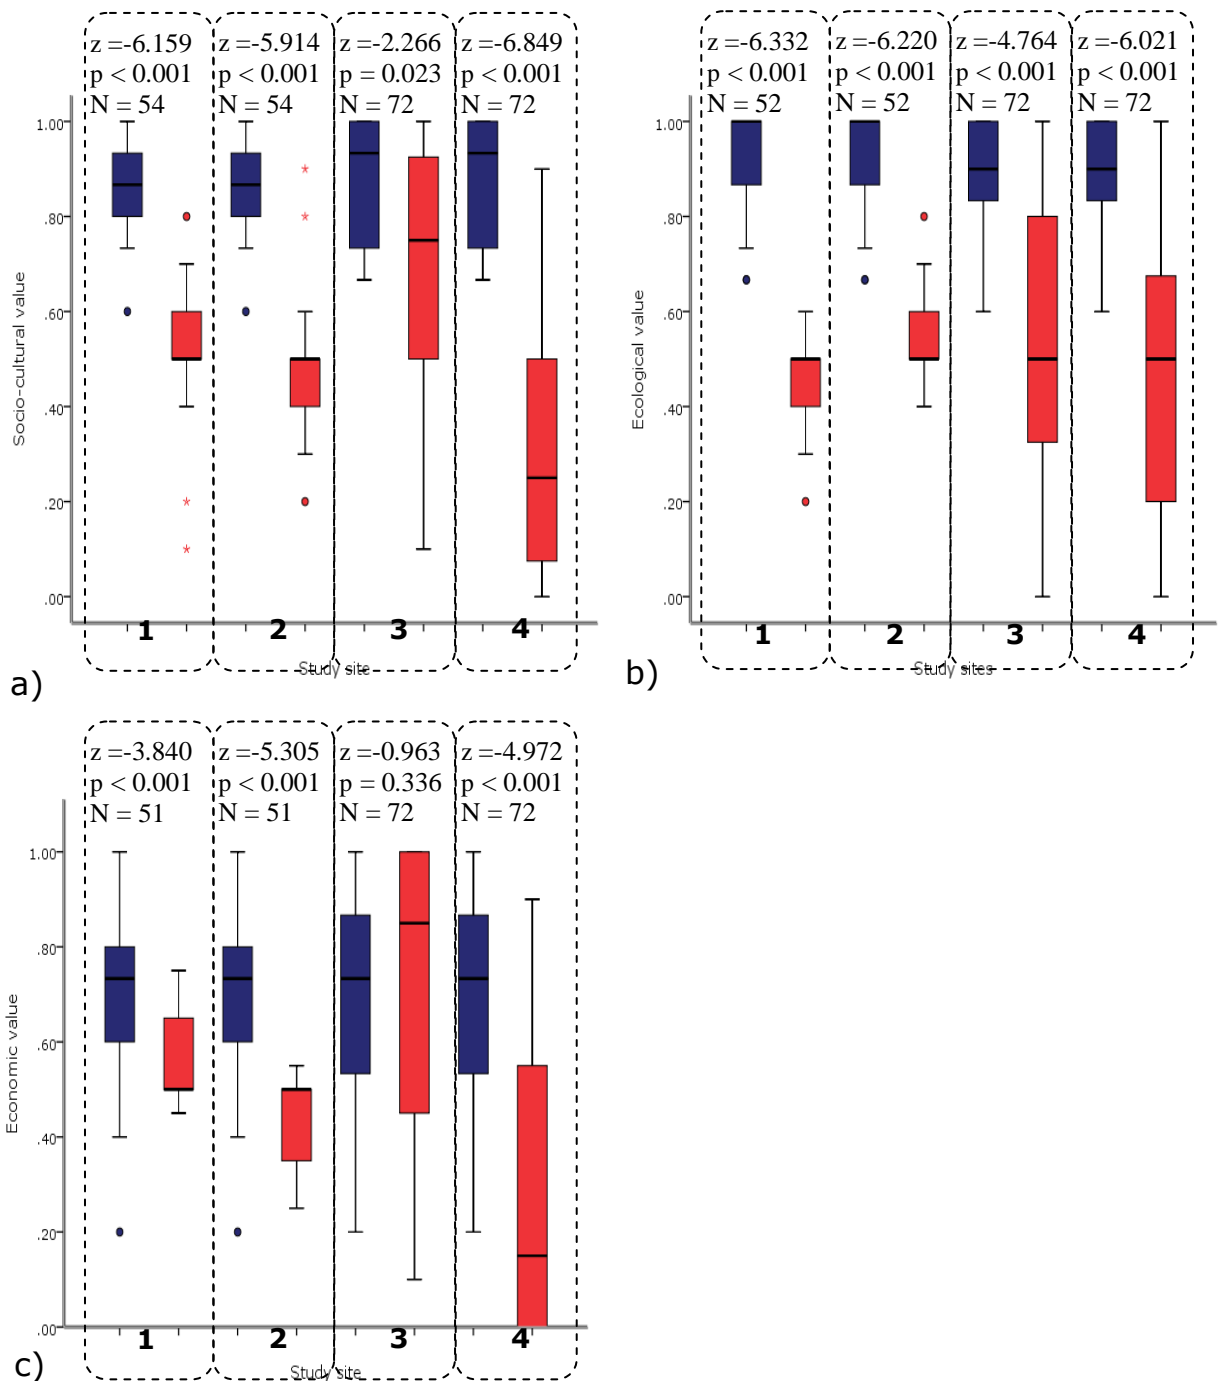 z =-6.159
p < 0.001
N = 54
z =-5.914
p < 0.001
N = 54
z =-2.266
p = 0.023
N = 72
z =-6.849
p < 0.001
N = 72
1.00
.80
.60
.40
.20
.00
Socio-cultural value
1 2 3 4
Study site
a)
z =-6.332
p < 0.001
N = 52
z =-6.220
p < 0.001
N = 52
z =-4.764
p < 0.001
N = 72
z =-6.021
p < 0.001
N = 72
1.00
.80
.60
.40
.20
.00
Ecological value
1 2 3 4
Study sites
b)
z =-3.840
p < 0.001
N = 51
z =-5.305
p < 0.001
N = 51
z =-0.963
p = 0.336
N = 72
z =-4.972
p < 0.001
N = 72
1.00
.80
.60
.40
.20
.00
Economic value
1 2 3 4
Study site
c)